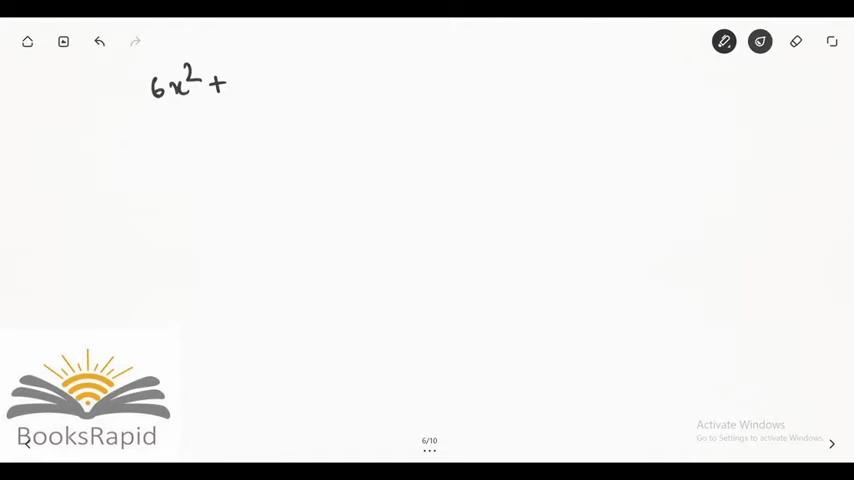 6x² +
BooksRapid
Activate Windows
Go to Settings to activate Windows.
6/10